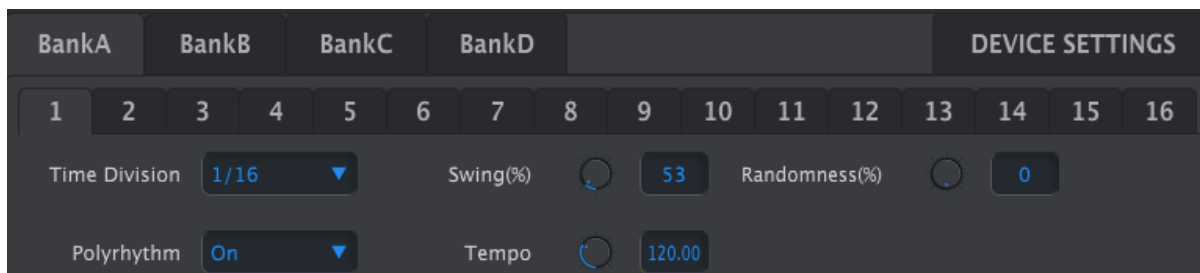 BankA BankB BankC BankD DEVICE SETTINGS
1 2 3 4 5 6 7 8 9 10 11 12 13 14 15 16
Time Division 1/16 Swing(%) 53 Randomness(%) 0
Polyrhythm On Tempo 120.00